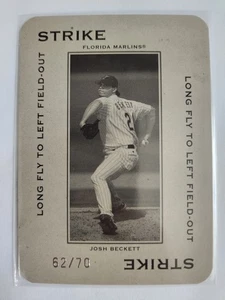 STRIKE
FLORIDA MARLINS®
LONG FLY TO LEFT FIELD-OUT
LONG FLY TO LEFT FIELD-OUT
2
JOSH BECKETT
62/70
STRIKE